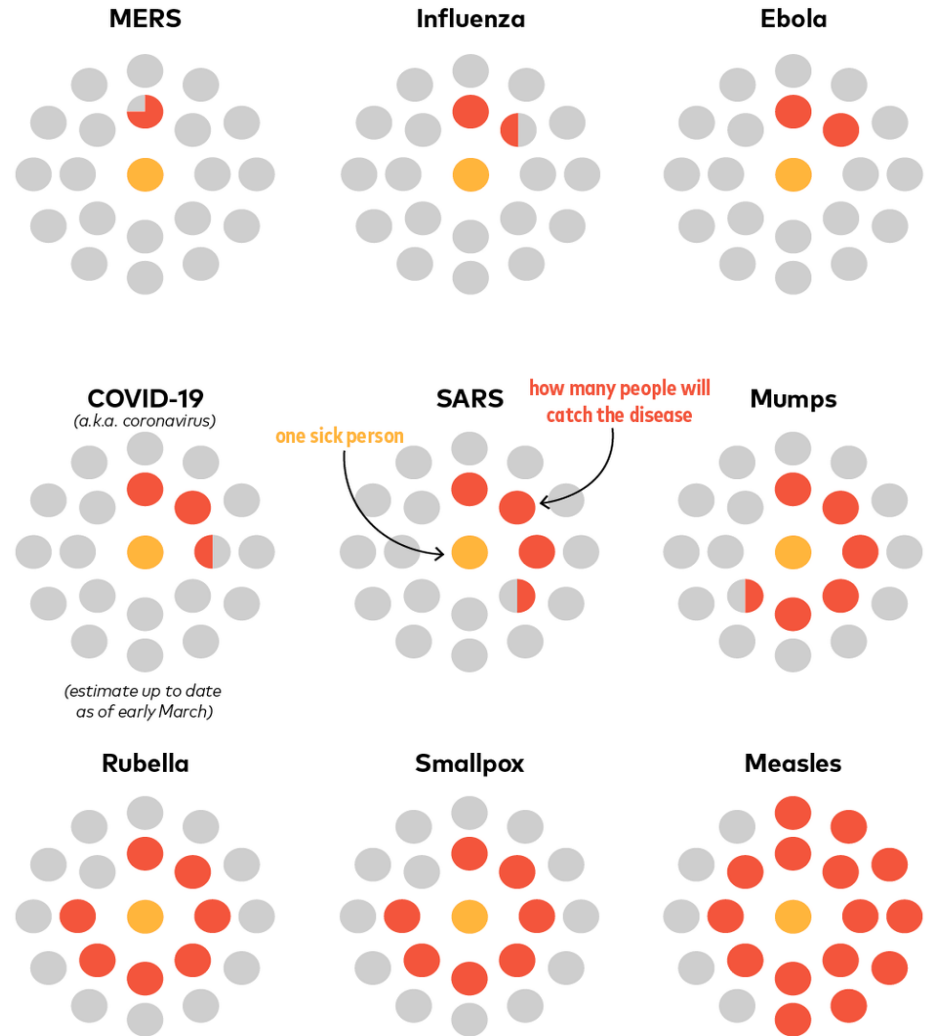 MERS
Influenza
Ebola
COVID-19
(a.k.a. coronavirus)
one sick person
SARS
how many people will
catch the disease
Mumps
(estimate up to date
as of early March)
Rubella
Smallpox
Measles